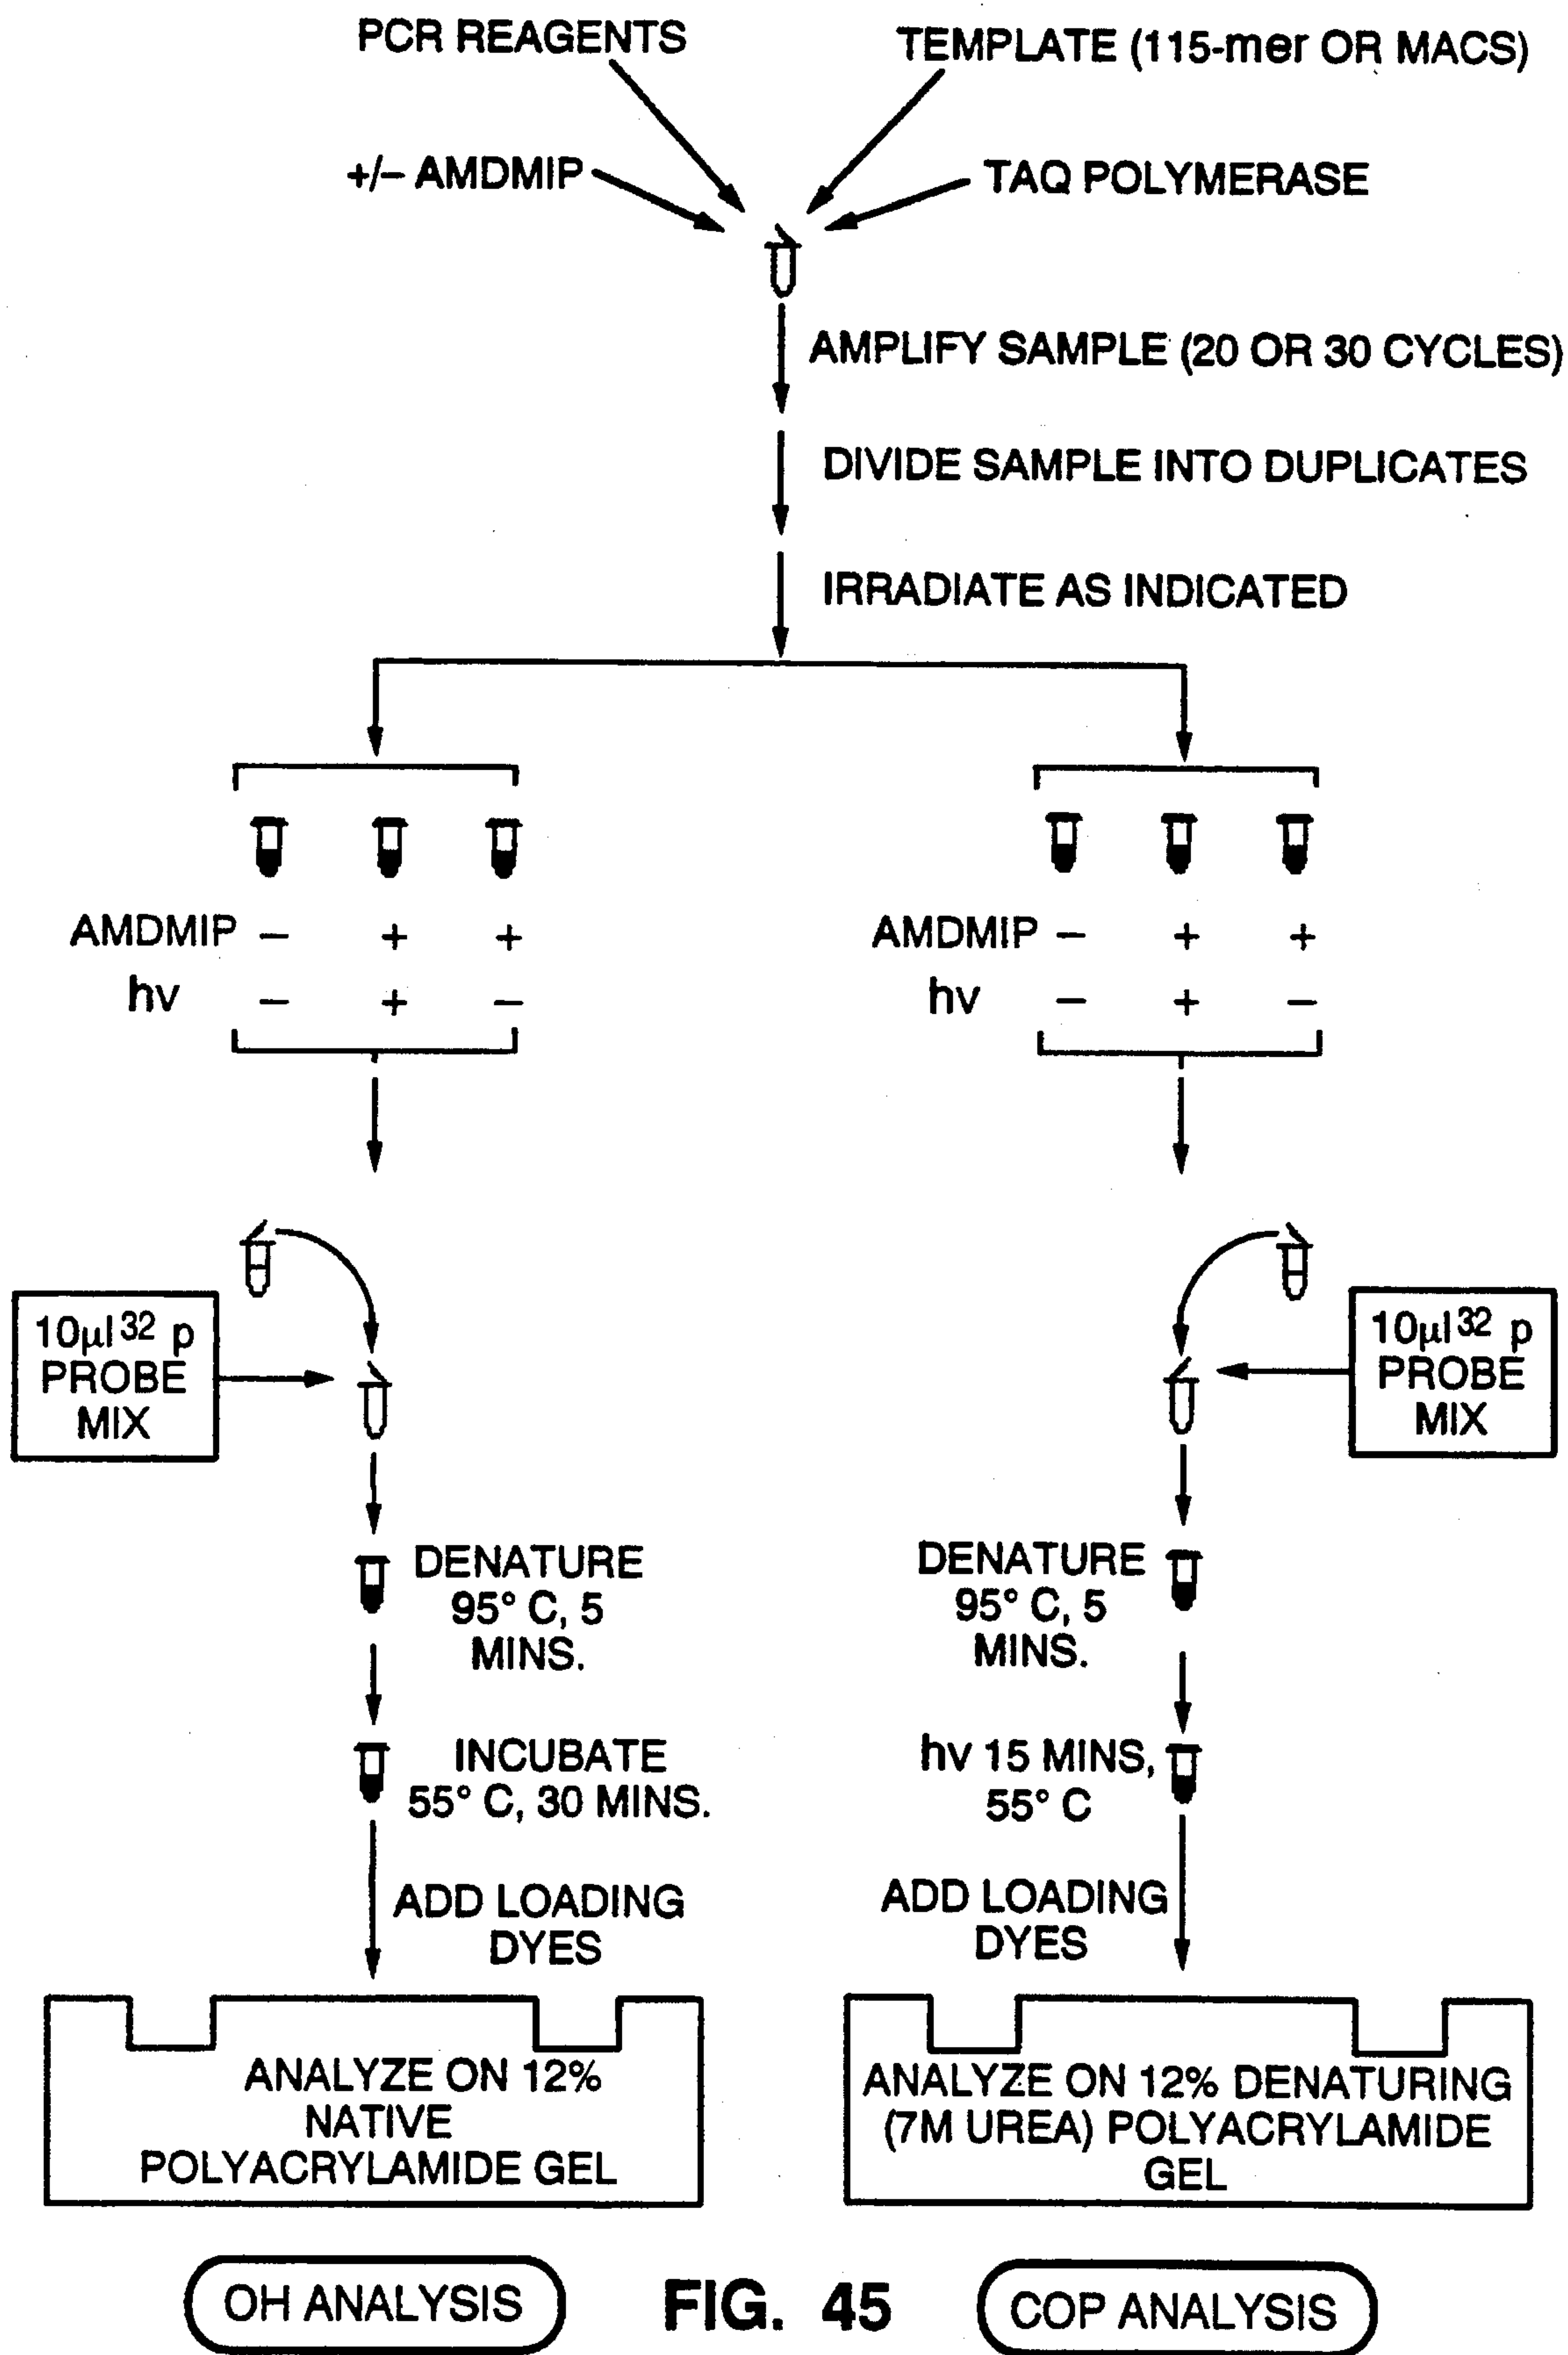 PCR REAGENTS
TEMPLATE (115-mer OR MACS)
+/– AMDMIP
TAQ POLYMERASE
AMPLIFY SAMPLE (20 OR 30 CYCLES)
DIVIDE SAMPLE INTO DUPLICATES
IRRADIATE AS INDICATED
AMDMIP – + +
hv – + –
AMDMIP – + +
hv – + –
10µl 32 p
PROBE
MIX
10µl 32 p
PROBE
MIX
DENATURE
95° C, 5
MINS.
DENATURE
95° C, 5
MINS.
INCUBATE
55° C, 30 MINS.
hv 15 MINS,
55° C
ADD LOADING
DYES
ADD LOADING
DYES
ANALYZE ON 12%
NATIVE
POLYACRYLAMIDE GEL
ANALYZE ON 12% DENATURING
(7M UREA) POLYACRYLAMIDE
GEL
OH ANALYSIS
FIG. 45
COP ANALYSIS